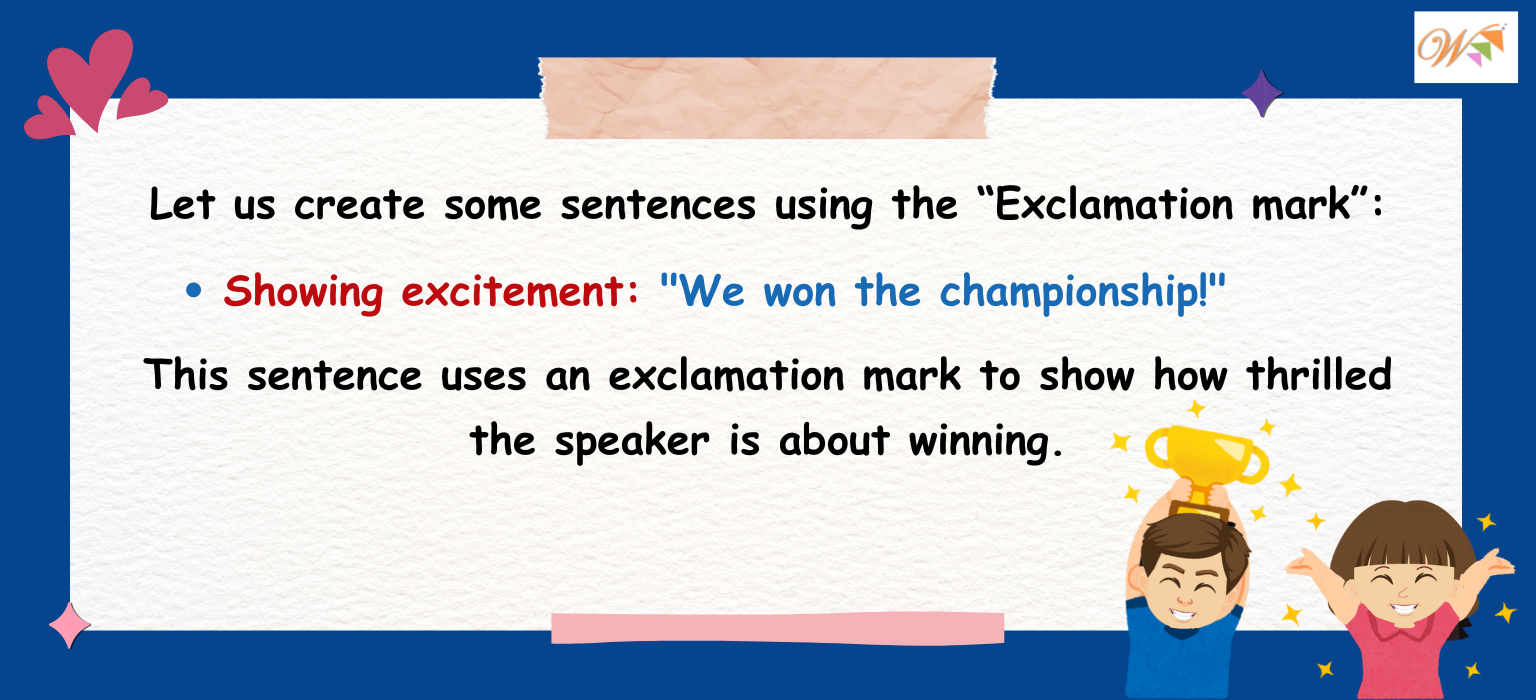 W
Let us create some sentences using the “Exclamation mark”:
• Showing excitement: "We won the championship!"
This sentence uses an exclamation mark to show how thrilled
the speaker is about winning.